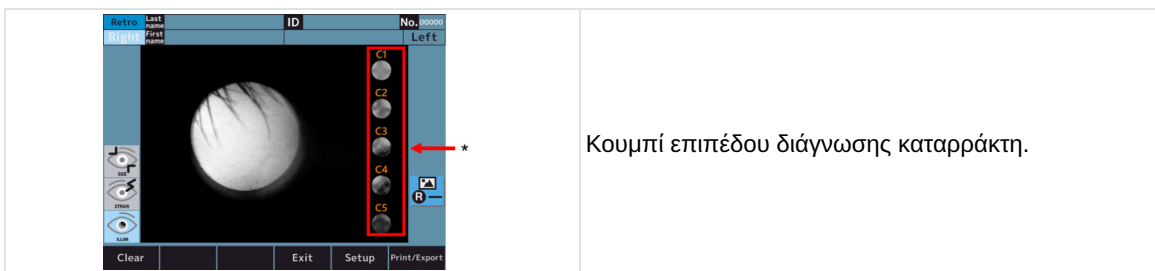 Retro Last name ID No. 00000
Right First name Left
C1
C2
C3
*
Κουμπί επιπέδου διάγνωσης καταρράκτη.
C4
SIZE
R
STRAIN
C5
ILLUM
Clear Exit Setup Print/Export